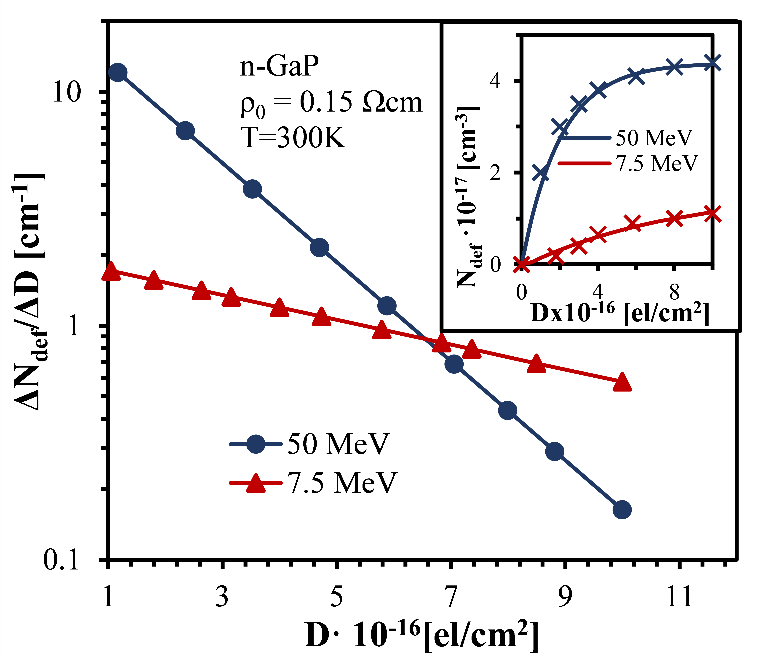 ΔN_def/ΔD [cm⁻¹]
10
1
0.1
n-GaP
ρ₀ = 0.15 Ωcm
T=300K
50 MeV
7.5 MeV
1 3 5 7 9 11
D· 10⁻¹⁶[el/cm²]
N_def ·10⁻¹⁷ [cm⁻³]
4
2
0
50 MeV
7.5 MeV
0 4 8
Dx10⁻¹⁶ [el/cm²]